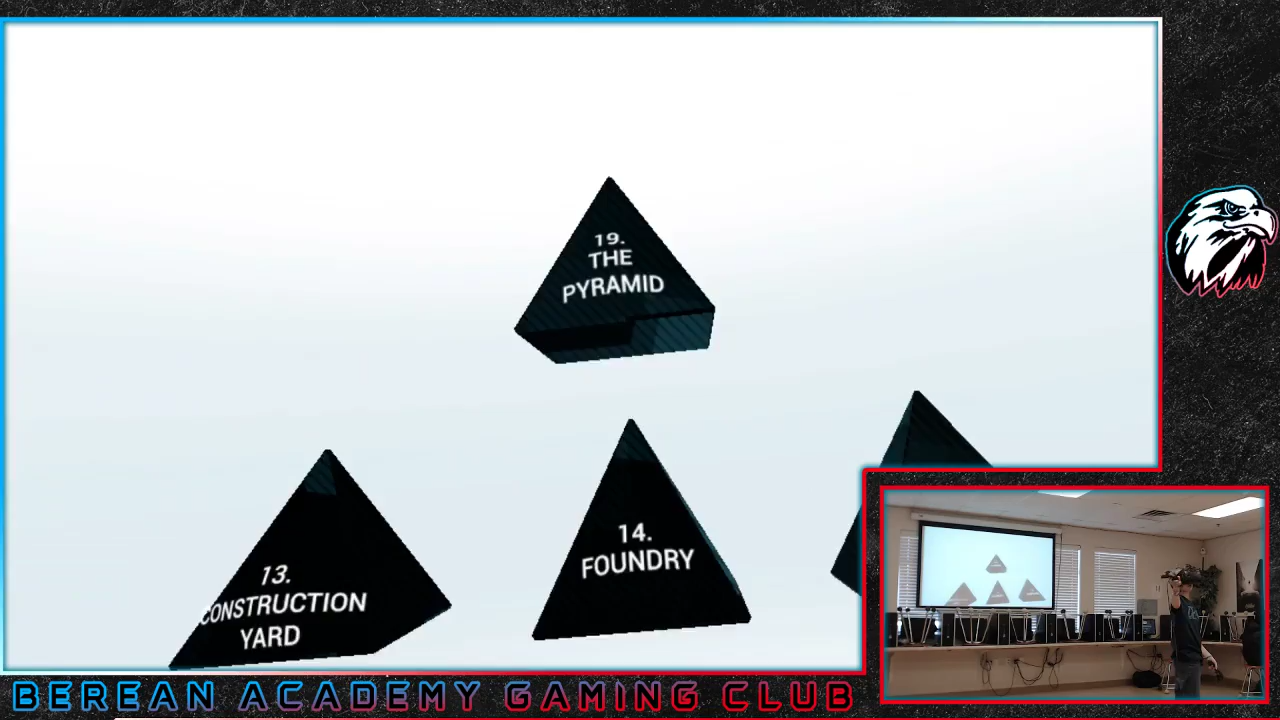 19.
THE
PYRAMID
14.
FOUNDRY
13.
CONSTRUCTION
YARD
BEREAN ACADEMY GAMING CLUB